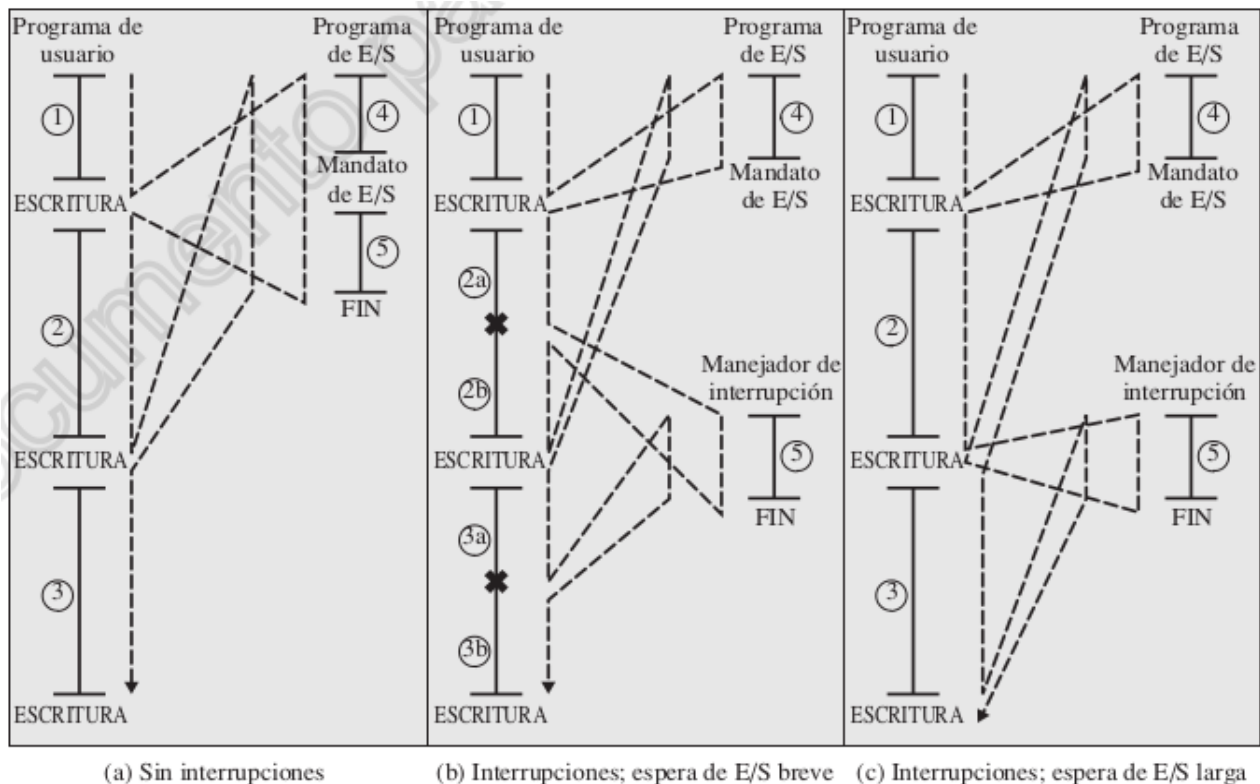 Programa de
usuario
Programa
de E/S
1
4
Mandato
de E/S
ESCRITURA
5
FIN
2
ESCRITURA
3
ESCRITURA
(a) Sin interrupciones
Programa de
usuario
Programa
de E/S
1
4
Mandato
de E/S
ESCRITURA
2a
Manejador de
interrupción
2b
5
ESCRITURA
FIN
3a
3b
ESCRITURA
(b) Interrupciones; espera de E/S breve
Programa de
usuario
Programa
de E/S
1
4
Mandato
de E/S
ESCRITURA
2
Manejador de
interrupción
5
ESCRITURA
FIN
3
ESCRITURA
(c) Interrupciones; espera de E/S larga